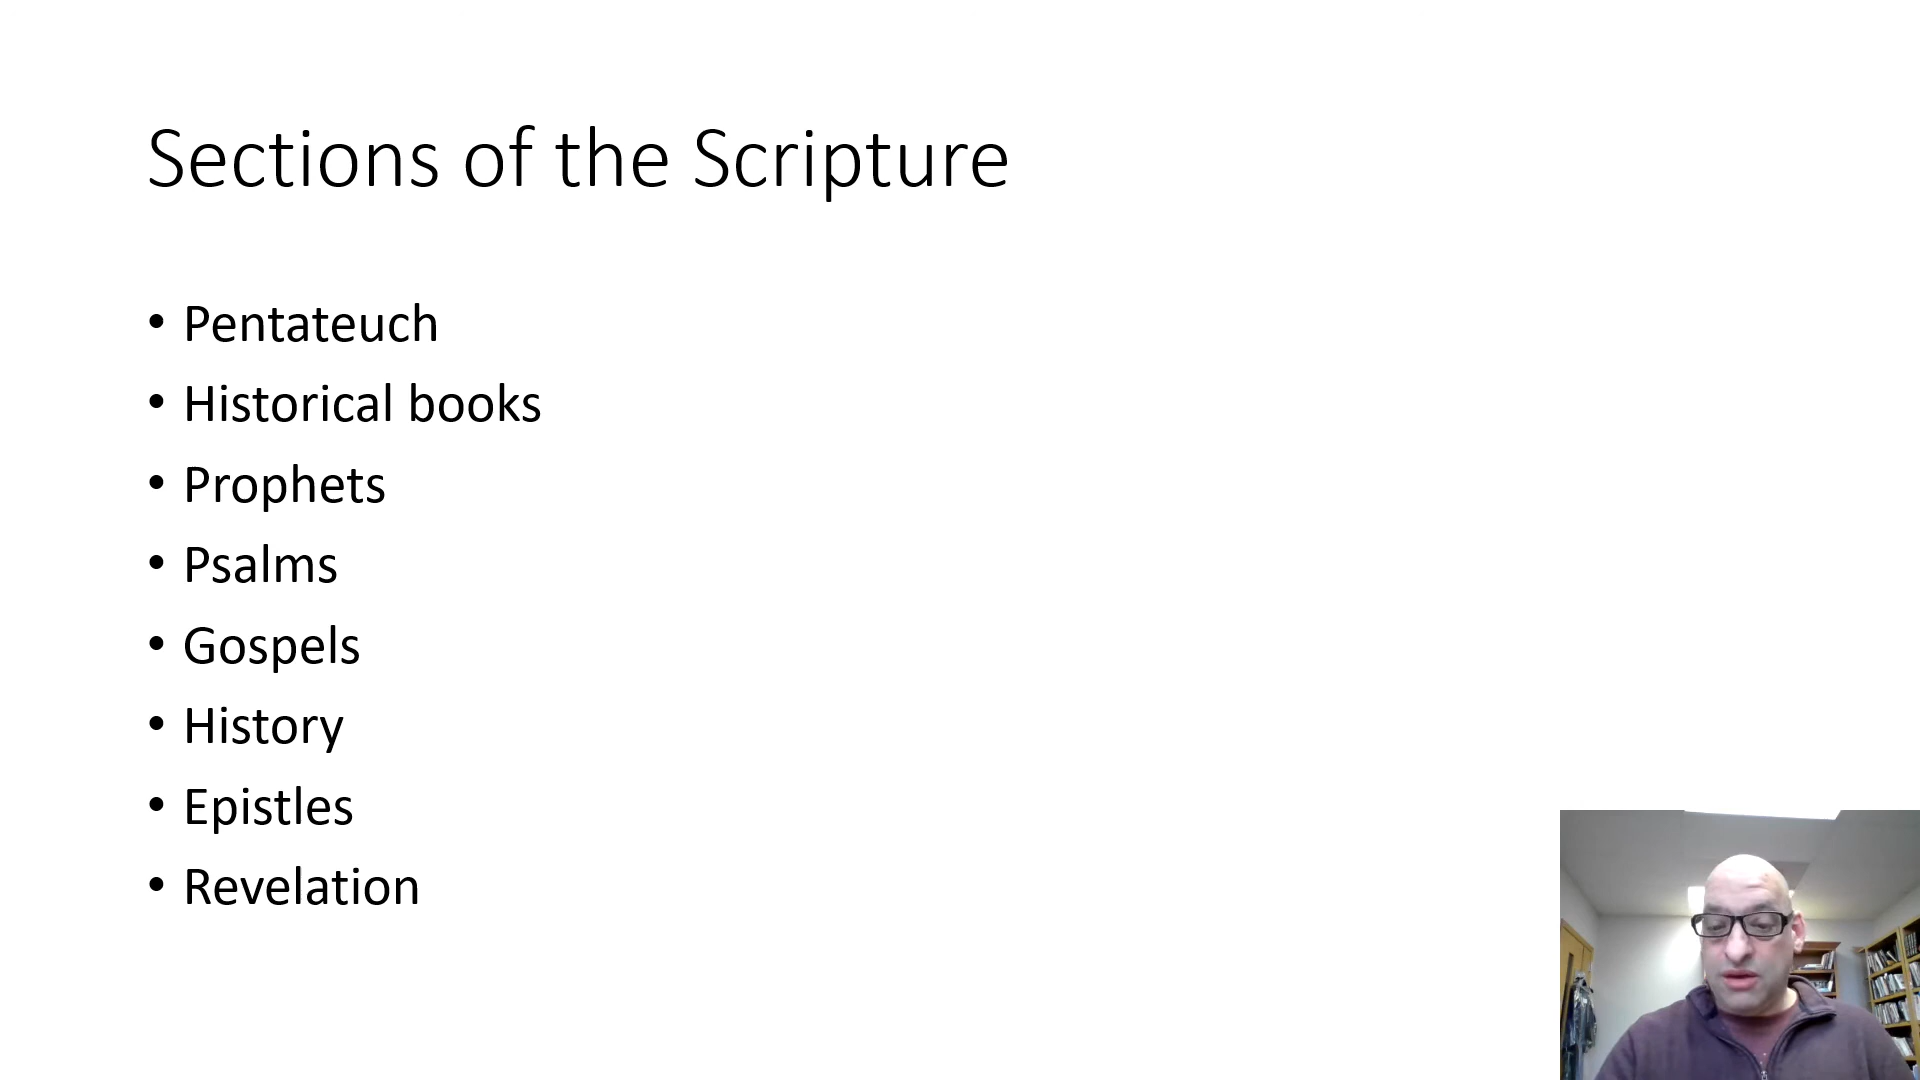 Sections of the Scripture
• Pentateuch
• Historical books
• Prophets
• Psalms
• Gospels
• History
• Epistles
• Revelation